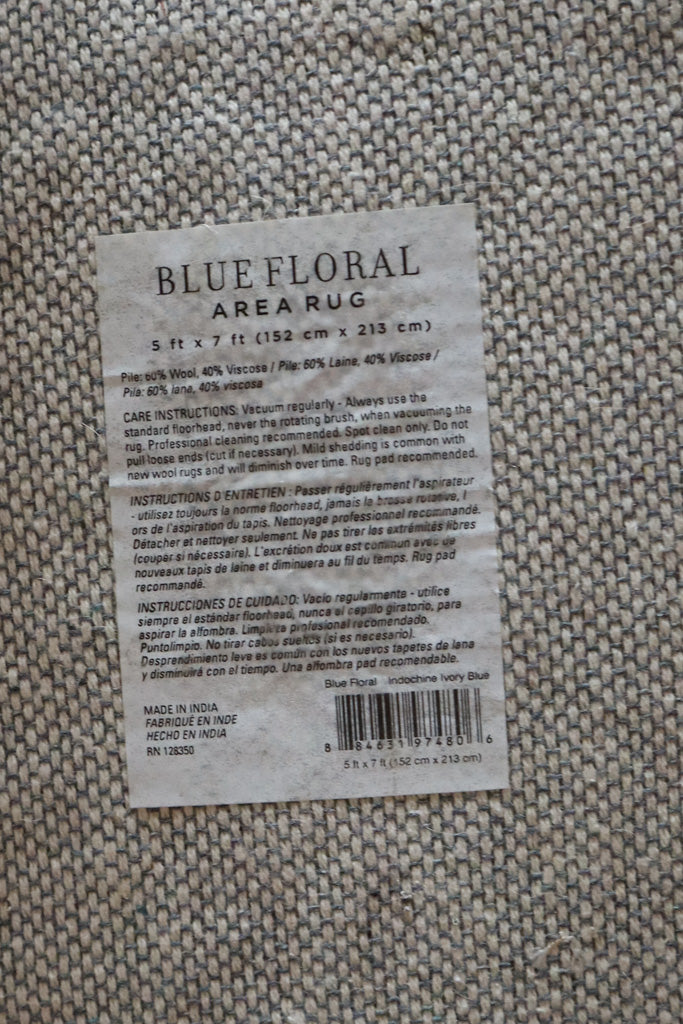 BLUE FLORAL
AREA RUG
5 ft x 7 ft (152 cm x 213 cm)
Pile: 60% Wool, 40% Viscose / Pile: 60% Laine, 40% Viscose /
Pila: 60% lana, 40% viscosa
CARE INSTRUCTIONS: Vacuum regularly - Always use the
standard floorhead, never the rotating brush, when vacuuming the
rug. Professional cleaning recommended. Spot clean only. Do not
pull loose ends (cut if necessary). Mild shedding is common with
new wool rugs and will diminish over time. Rug pad recommended.
INSTRUCTIONS D'ENTRETIEN : Passer régulièrement l'aspirateur
- utilisez toujours la norme floorhead, jamais la brosse rotative, l
ors de l'aspiration du tapis. Nettoyage professionnel recommandé.
Détacher et nettoyer seulement. Ne pas tirer les extrémités libres
(couper si nécessaire). L'excrétion doux est commun avec de
nouveaux tapis de laine et diminuera au fil du temps. Rug pad
recommandé.
INSTRUCCIONES DE CUIDADO: Vacio regularmente - utilice
siempre el estándar floorhead, nunca el cepillo giratorio, para
aspirar la alfombra. Limpieza profesional recomendado.
Puntolimpio. No tirar cabos sueltos (si es necesario).
Desprendimiento leve es común con los nuevos tapetes de lana
y disminuirá con el tiempo. Una alfombra pad recomendable.
Blue Floral Indochine Ivory Blue
MADE IN INDIA
FABRIQUÉ EN INDE
HECHO EN INDIA
RN 128350
8 84631 97480 6
5 ft x 7 ft (152 cm x 213 cm)